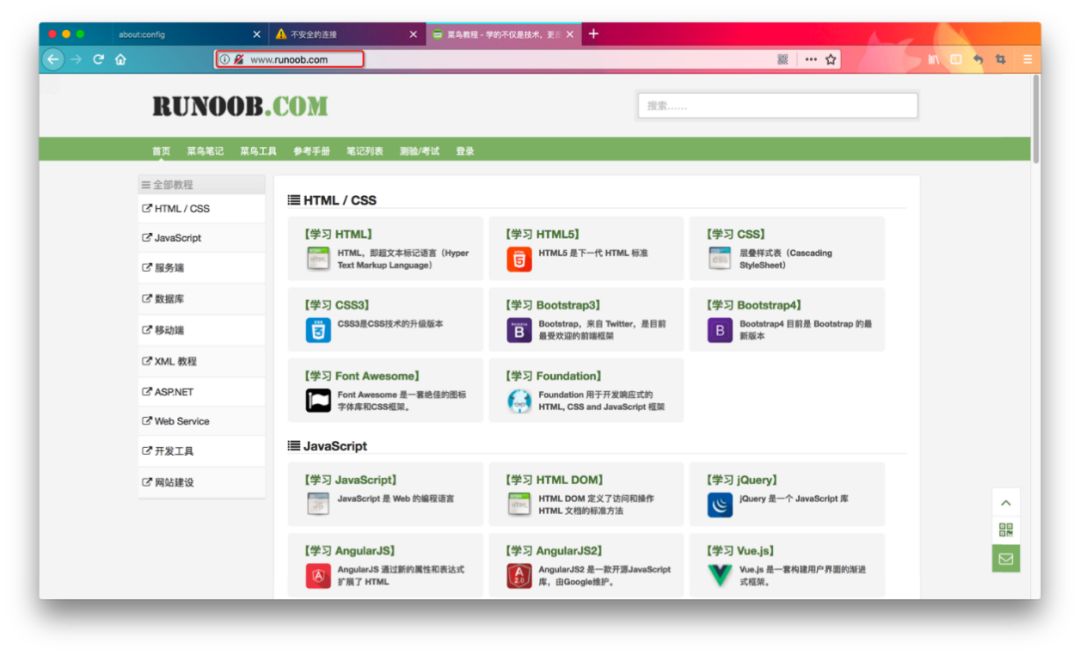 about:config
不安全的连接
菜鸟教程 - 学的不仅是技术，更
www.runoob.com
RUNOOB.COM
搜索......
首页 菜鸟笔记 菜鸟工具 参考手册 笔记列表 测验/考试 登录
全部教程
HTML / CSS
JavaScript
服务端
数据库
移动端
XML 教程
ASP.NET
Web Service
开发工具
网站建设
HTML / CSS
【学习 HTML】
HTML，即超文本标记语言（Hyper
Text Markup Language）
【学习 HTML5】
HTML5 是下一代 HTML 标准
【学习 CSS】
层叠样式表（Cascading
StyleSheet）
【学习 CSS3】
CSS3是CSS技术的升级版本
【学习 Bootstrap3】
Bootstrap，来自 Twitter，是目前
最受欢迎的前端框架
【学习 Bootstrap4】
Bootstrap4 目前是 Bootstrap 的最
新版本
【学习 Font Awesome】
Font Awesome 是一套绝佳的图标
字体库和CSS框架。
【学习 Foundation】
Foundation 用于开发响应式的
HTML, CSS and JavaScript 框架
JavaScript
【学习 JavaScript】
JavaScript 是 Web 的编程语言
【学习 HTML DOM】
HTML DOM 定义了访问和操作
HTML 文档的标准方法
【学习 jQuery】
jQuery 是一个 JavaScript 库
【学习 AngularJS】
AngularJS 通过新的属性和表达式
扩展了 HTML
【学习 AngularJS2】
AngularJS2 是一款开源JavaScript
库，由Google维护。
【学习 Vue.js】
Vue.js 是一套构建用户界面的渐进
式框架。